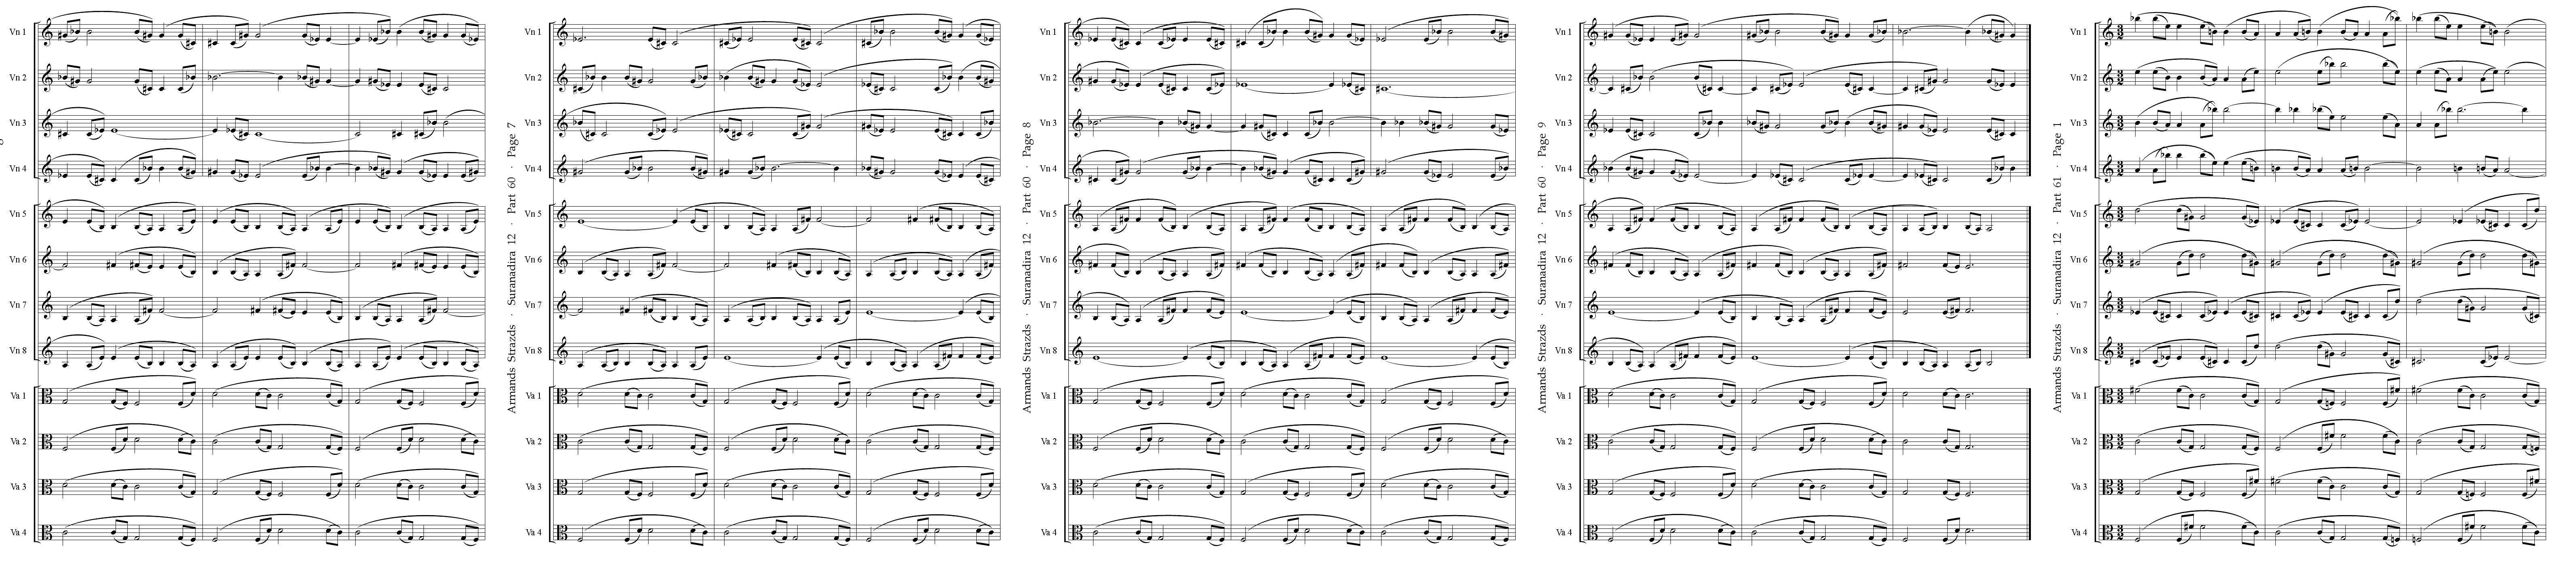 Vn 1
Vn 2
Vn 3
Vn 4
Vn 5
Vn 6
Vn 7
Vn 8
Va 1
Va 2
Va 3
Va 4
Armands Strazds · Suranadira 12 · Part 60 · Page 7
Vn 1
Vn 2
Vn 3
Vn 4
Vn 5
Vn 6
Vn 7
Vn 8
Va 1
Va 2
Va 3
Va 4
Armands Strazds · Suranadira 12 · Part 60 · Page 8
Vn 1
Vn 2
Vn 3
Vn 4
Vn 5
Vn 6
Vn 7
Vn 8
Va 1
Va 2
Va 3
Va 4
Armands Strazds · Suranadira 12 · Part 60 · Page 9
Vn 1
Vn 2
Vn 3
Vn 4
Vn 5
Vn 6
Vn 7
Vn 8
Va 1
Va 2
Va 3
Va 4
Armands Strazds · Suranadira 12 · Part 61 · Page 1
Vn 1
Vn 2
Vn 3
Vn 4
Vn 5
Vn 6
Vn 7
Vn 8
Va 1
Va 2
Va 3
Va 4